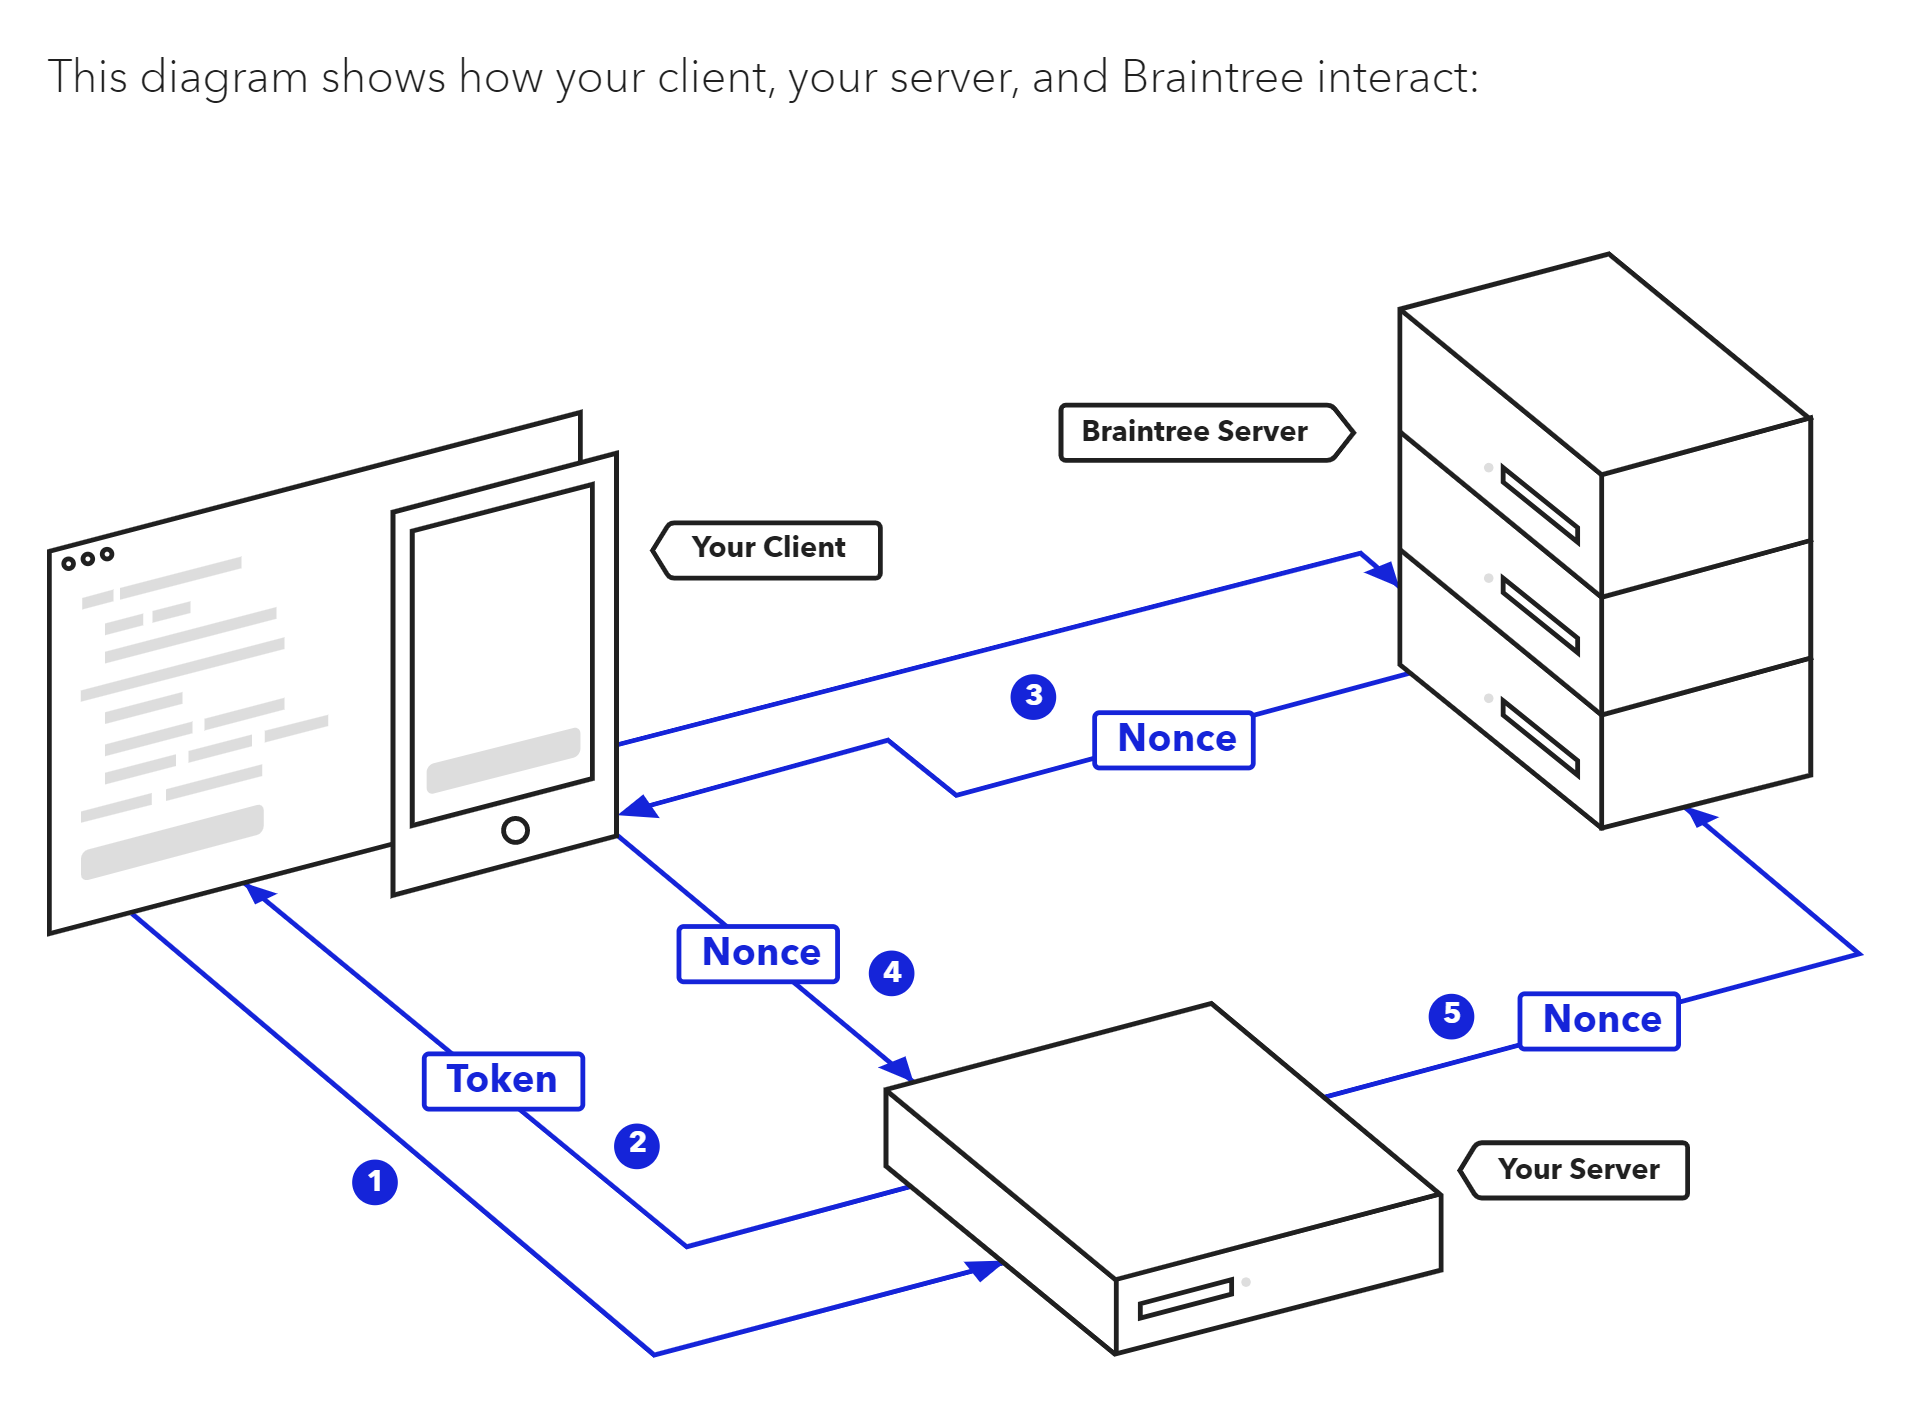 This diagram shows how your client, your server, and Braintree interact:
Braintree Server
Your Client
3
Nonce
Nonce
4
5
Nonce
Token
2
1
Your Server